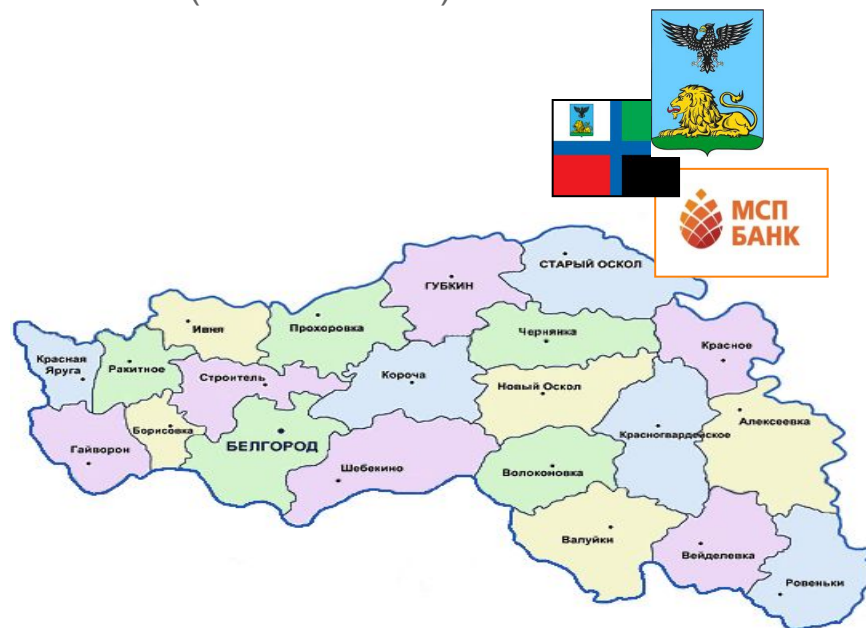 МСП
БАНК
СТАРЫЙ ОСКОЛ
ГУБКИН
Ивня
Прохоровка
Чернянка
Красное
Красная
Яруга
Ракитное
Строитель
Короча
Новый Оскол
Алексеевка
Борисовка
Красногвардейское
Гайворон
БЕЛГОРОД
Шебекино
Волоконовка
Валуйки
Вейделевка
Ровеньки